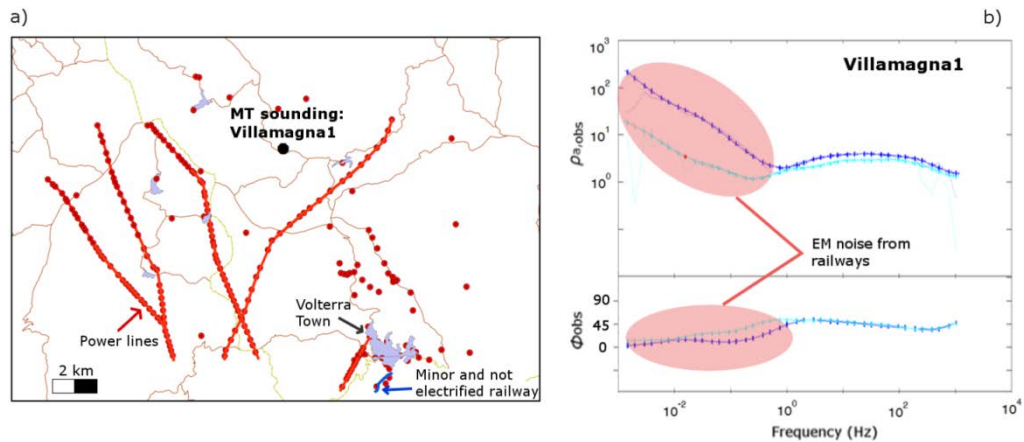 a)
b)
MT sounding:
Villamagna1
Volterra
Town
Power lines
Minor and not
electrified railway
2 km
Villamagna1
10³
10²
10¹
10⁰
ρa,obs
EM noise from
railways
90
45
0
Φobs
10⁻²
10⁰
10²
10⁴
Frequency (Hz)